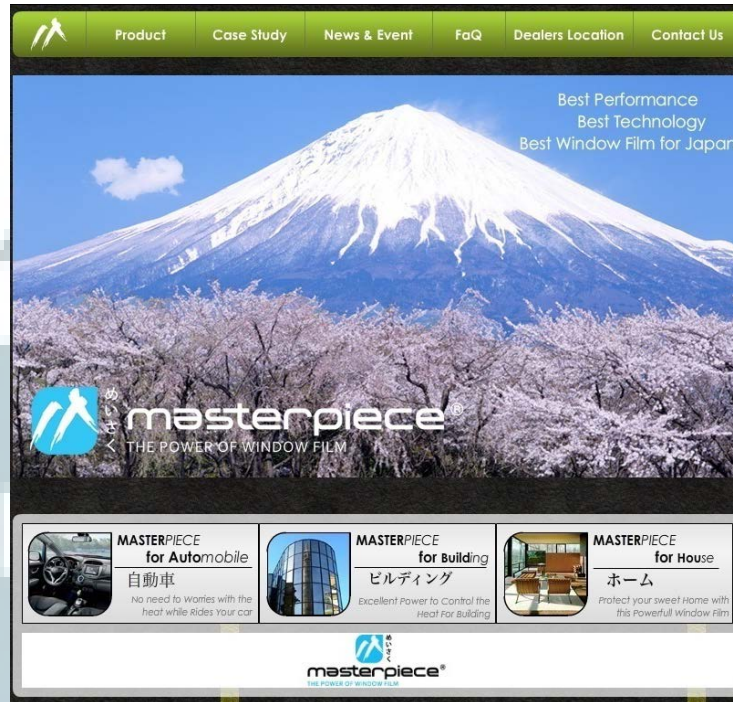 Product Case Study News & Event FaQ Dealers Location Contact Us
Best Performance
Best Technology
Best Window Film for Japan
めいさく
masterpiece®
THE POWER OF WINDOW FILM
MASTERPIECE
for Automobile
自動車
No need to Worries with the
heat while Rides Your car
MASTERPIECE
for Building
ビルディング
Excellent Power to Control the
Heat For Building
MASTERPIECE
for House
ホーム
Protect your sweet Home with
this Powerfull Window Film
めいさく
masterpiece®
THE POWER OF WINDOW FILM